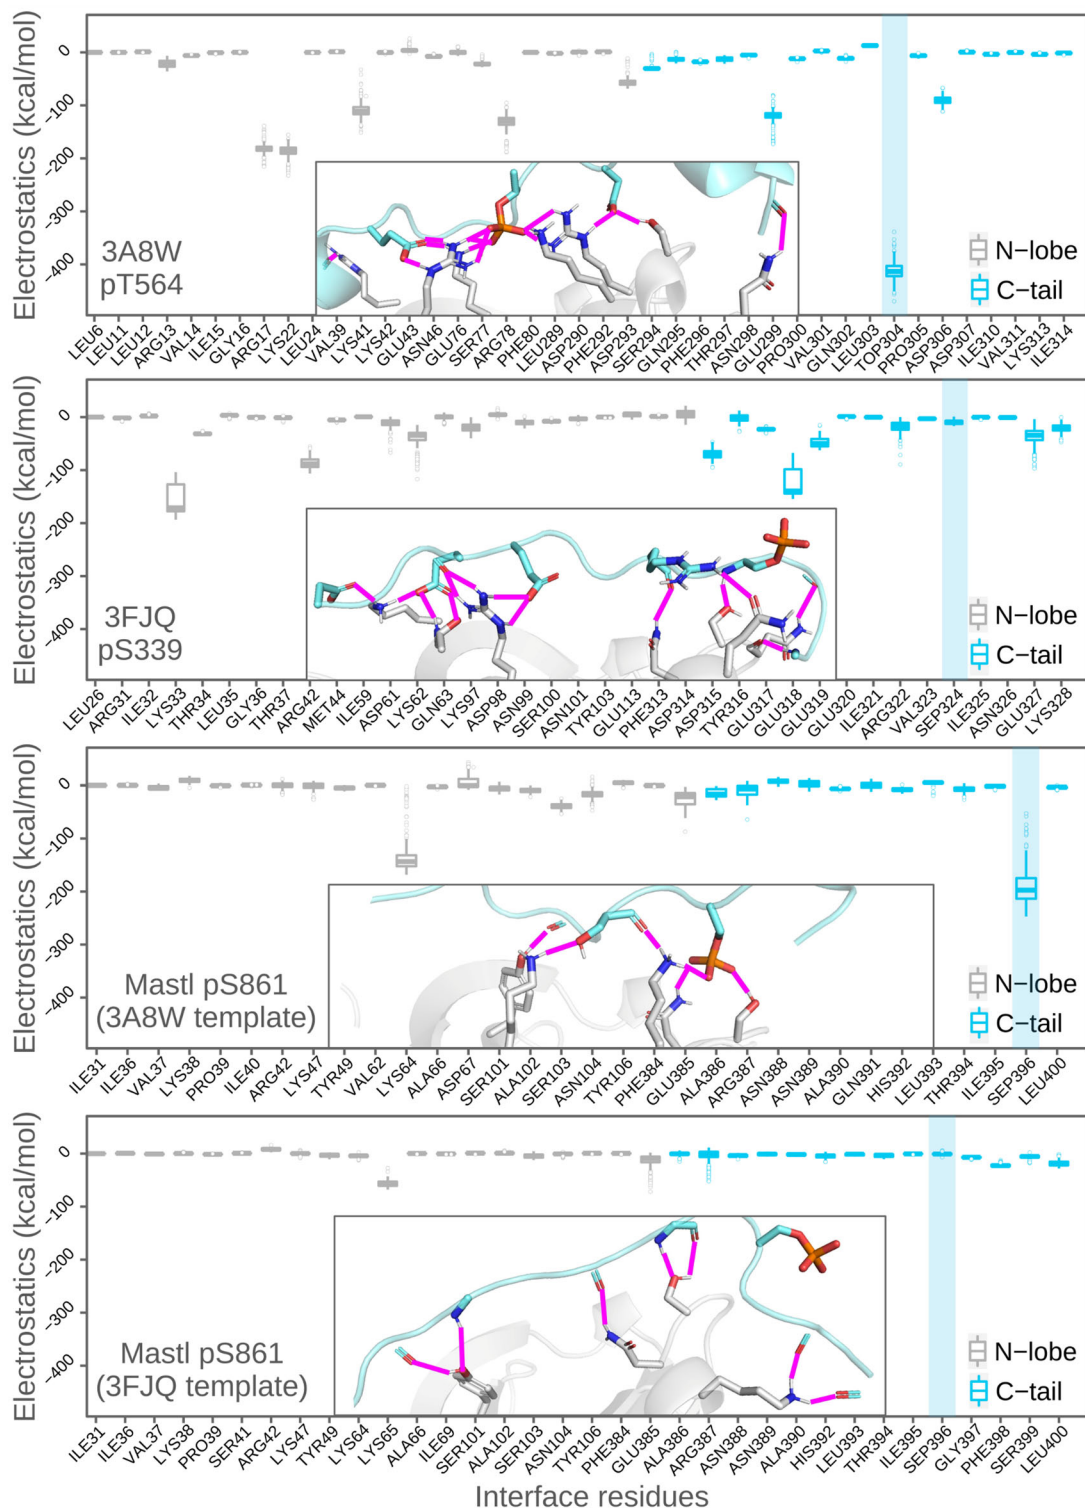 Electrostatics (kcal/mol)
0
-100
-200
-300
-400
3A8W
pT564
N-lobe
C-tail
LEU6 LEU11 LEU12 ARG13 VAL14 ILE15 GLY16 ARG17 LYS22 LEU24 VAL39 LYS41 LYS42 GLU43 ASN46 GLU76 SER77 ARG78 PHE80 LEU289 ASP290 PHE292 ASP293 SER294 GLN295 PHE296 THR297 ASN298 GLU299 PRO300 VAL301 GLN302 LEU303 TOP304 PRO305 ASP306 ASP307 ILE310 VAL311 LYS313 ILE314
Electrostatics (kcal/mol)
0
-100
-200
-300
-400
3FJQ
pS339
N-lobe
C-tail
LEU26 ARG31 ILE32 LYS33 THR34 LEU35 GLY36 THR37 ARG42 MET44 ILE59 ASP61 LYS62 GLN63 LYS97 ASP98 ASN99 SER100 ASN101 TYR103 GLU113 PHE313 ASP314 ASP315 TYR316 GLU317 GLU318 GLU319 GLU320 ILE321 ARG322 VAL323 SEP324 ILE325 ASN326 GLU327 LYS328
Electrostatics (kcal/mol)
0
-100
-200
-300
-400
Mastl pS861
(3A8W template)
N-lobe
C-tail
ILE31 ILE36 VAL37 LYS38 PRO39 ILE40 ARG42 LYS47 TYR49 VAL62 LYS64 ALA66 ASP67 SER101 ALA102 SER103 ASN104 TYR106 PHE384 GLU385 ALA386 ARG387 ASN388 ASN389 ALA390 GLN391 HIS392 LEU393 THR394 ILE395 SEP396 LEU400
Electrostatics (kcal/mol)
0
-100
-200
-300
-400
Mastl pS861
(3FJQ template)
N-lobe
C-tail
ILE31 ILE36 VAL37 LYS38 PRO39 SER41 ARG42 LYS47 TYR49 LYS64 LYS65 ALA66 ILE69 SER101 ALA102 SER103 ASN104 TYR106 PHE384 GLU385 ALA386 ARG387 ASN388 ASN389 ALA390 HIS392 LEU393 THR394 ILE395 SEP396 GLY397 PHE398 SER399 LEU400
Interface residues